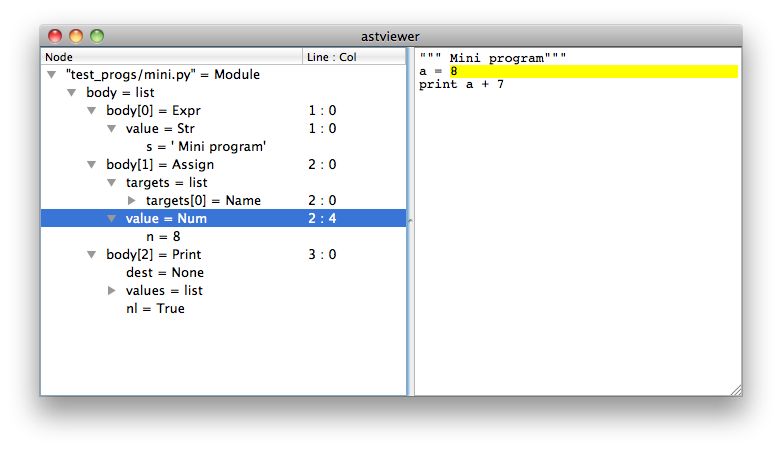 astviewer
Node Line : Col
"test_progs/mini.py" = Module
body = list
body[0] = Expr 1 : 0
value = Str 1 : 0
s = ' Mini program'
body[1] = Assign 2 : 0
targets = list
targets[0] = Name 2 : 0
value = Num 2 : 4
n = 8
body[2] = Print 3 : 0
dest = None
values = list
nl = True
""" Mini program"""
a = 8
print a + 7